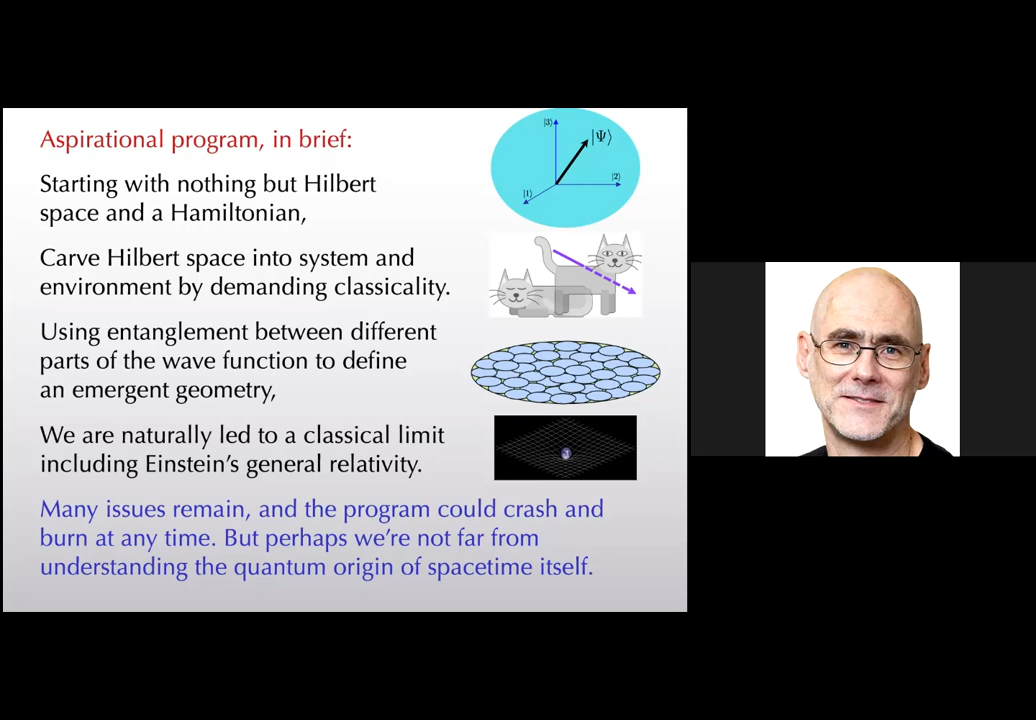 Aspirational program, in brief:
|3⟩
|Ψ⟩
|2⟩
|1⟩
Starting with nothing but Hilbert
space and a Hamiltonian,
Carve Hilbert space into system and
environment by demanding classicality.
Using entanglement between different
parts of the wave function to define
an emergent geometry,
We are naturally led to a classical limit
including Einstein’s general relativity.
Many issues remain, and the program could crash and
burn at any time. But perhaps we’re not far from
understanding the quantum origin of spacetime itself.